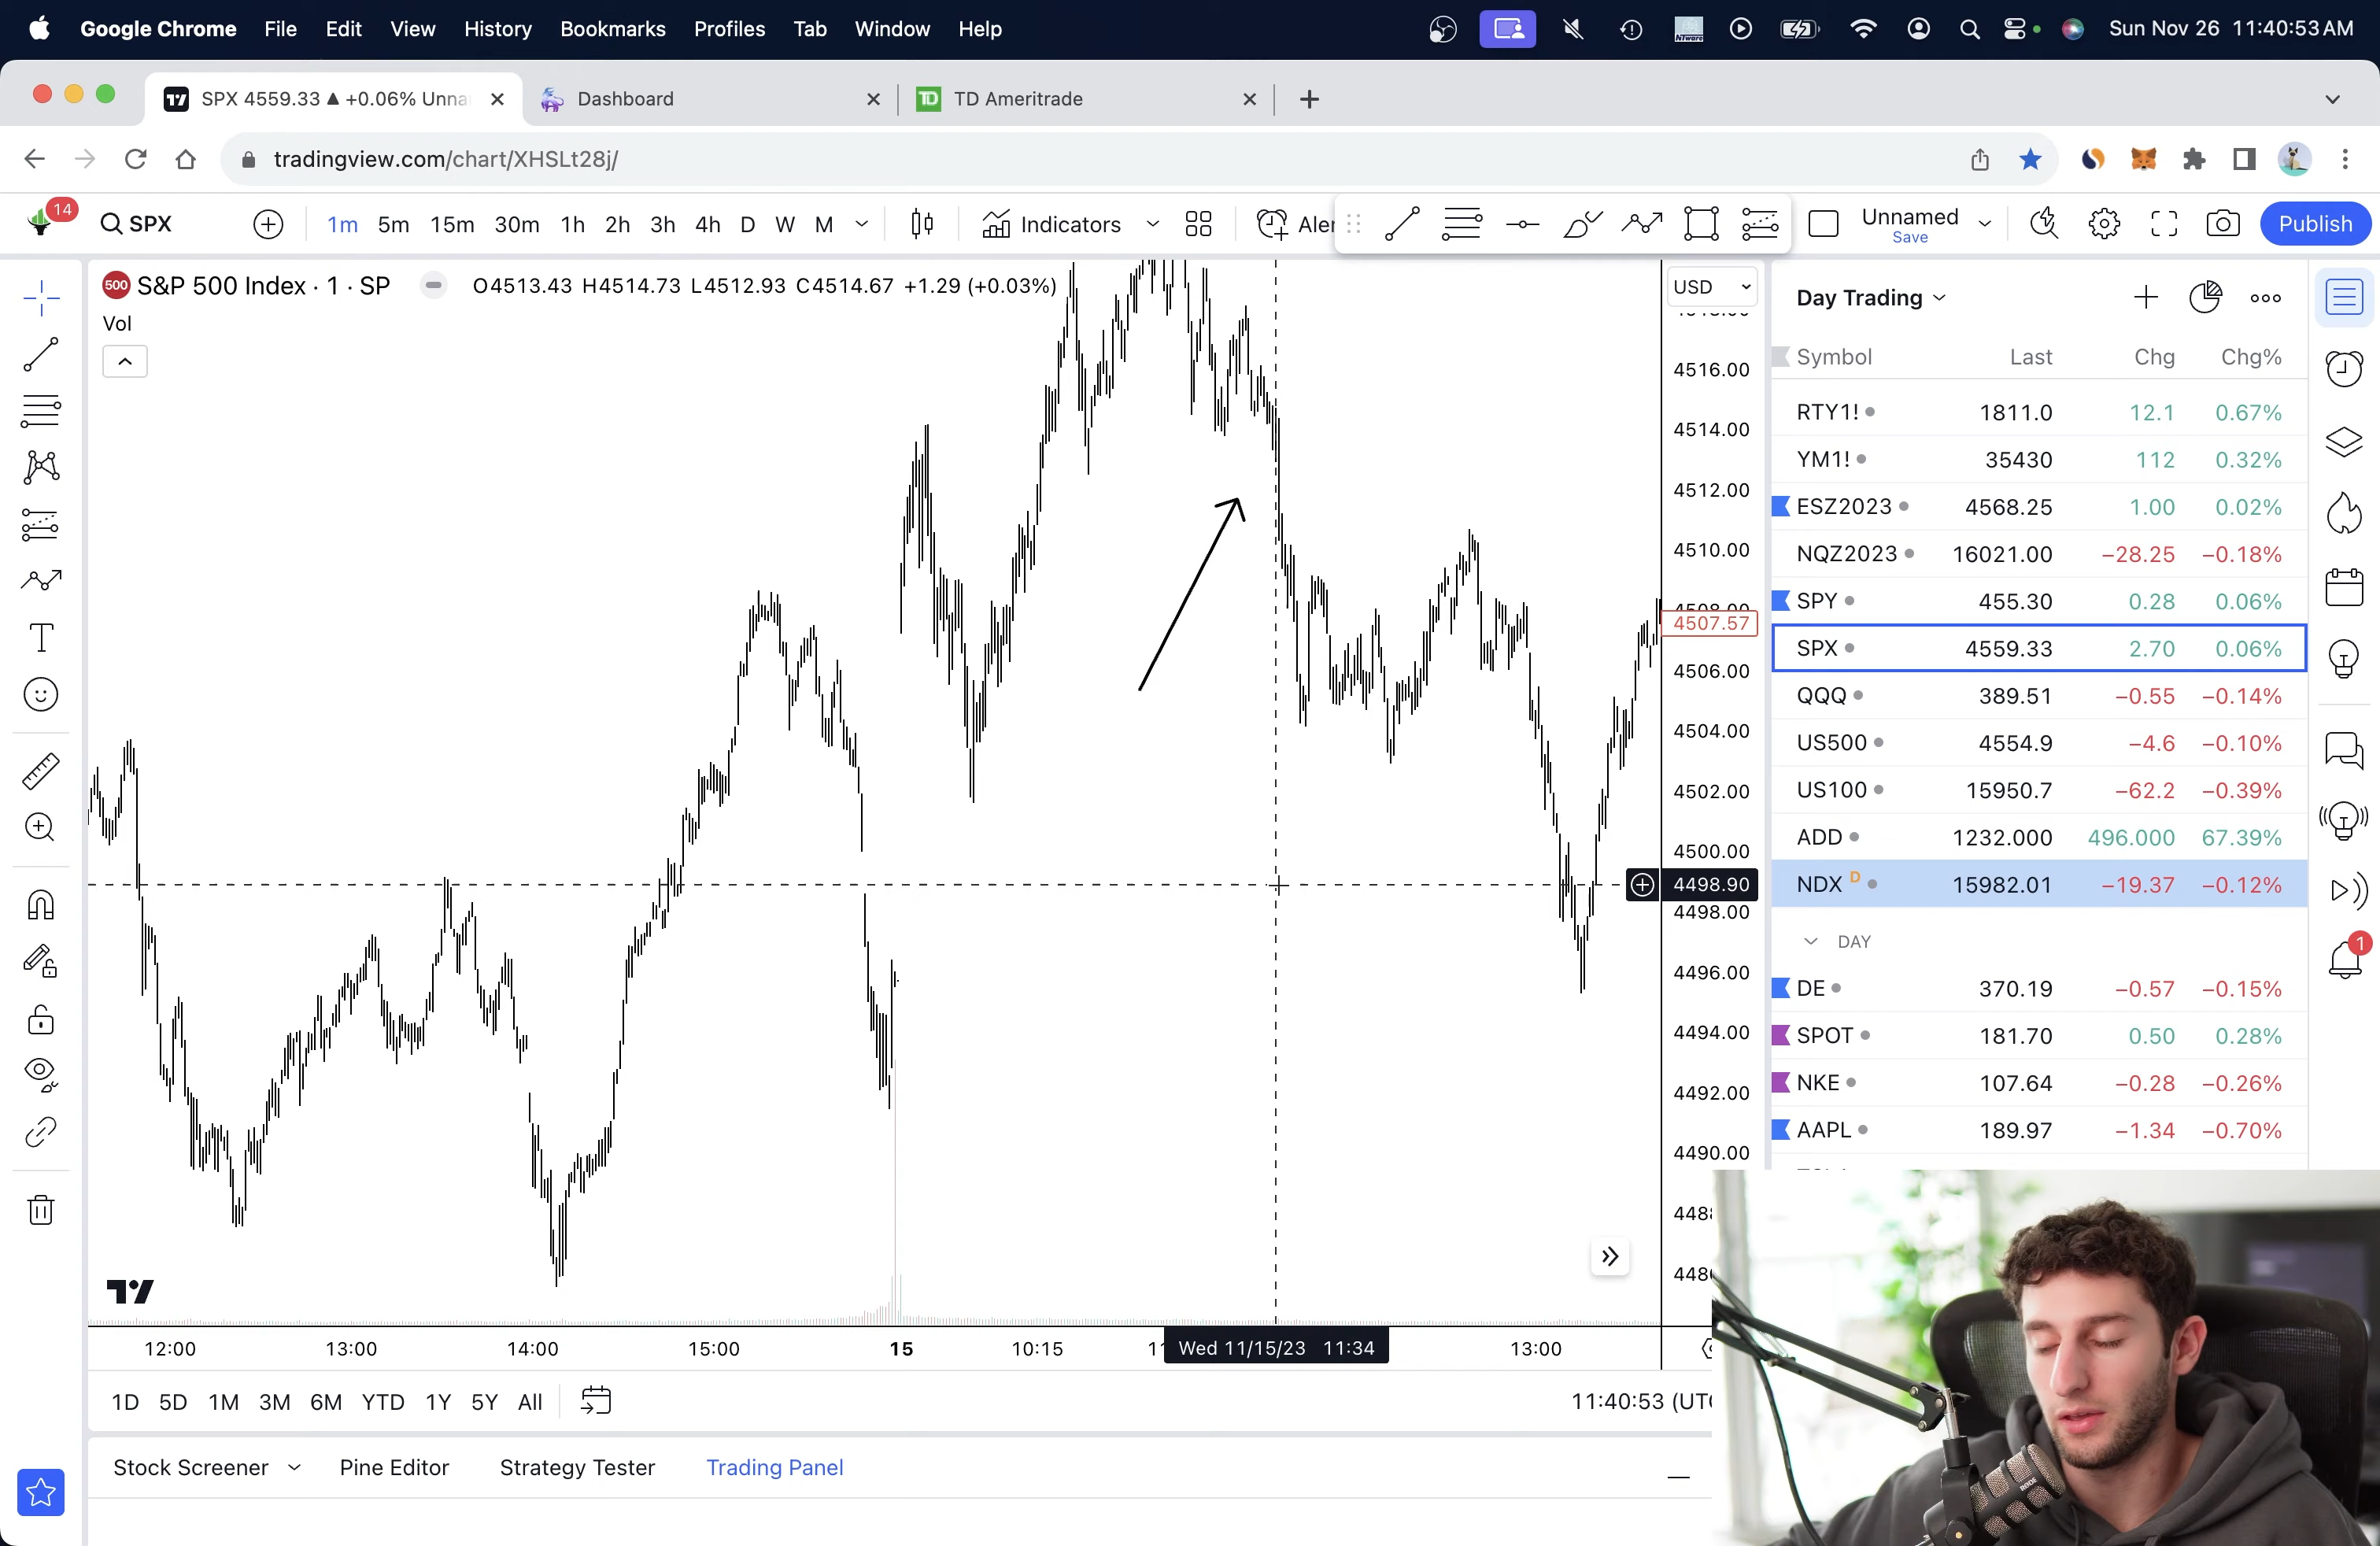 Google Chrome File Edit View History Bookmarks Profiles Tab Window Help Sun Nov 26 11:40:53 AM
SPX 4559.33 ▲ +0.06% Unna Dashboard TD TD Ameritrade
tradingview.com/chart/XHSLt28j/
14 SPX 1m 5m 15m 30m 1h 2h 3h 4h D W M Indicators Aler Unnamed Publish
Save
500 S&P 500 Index · 1 · SP O4513.43 H4514.73 L4512.93 C4514.67 +1.29 (+0.03%) USD
Vol
4516.00
4514.00
4512.00
4510.00
4508.00
4507.57
4506.00
4504.00
4502.00
4500.00
4498.90
4498.00
4496.00
4494.00
4492.00
4490.00
12:00 13:00 14:00 15:00 15 10:15 Wed 11/15/23 11:34 13:00
1D 5D 1M 3M 6M YTD 1Y 5Y All 11:40:53 (UTC
Stock Screener Pine Editor Strategy Tester Trading Panel
Day Trading
Symbol Last Chg Chg%
RTY1! 1811.0 12.1 0.67%
YM1! 35430 112 0.32%
ESZ2023 4568.25 1.00 0.02%
NQZ2023 16021.00 −28.25 −0.18%
SPY 455.30 0.28 0.06%
SPX 4559.33 2.70 0.06%
QQQ 389.51 −0.55 −0.14%
US500 4554.9 −4.6 −0.10%
US100 15950.7 −62.2 −0.39%
ADD 1232.000 496.000 67.39%
NDX D 15982.01 −19.37 −0.12%
DAY
DE 370.19 −0.57 −0.15%
SPOT 181.70 0.50 0.28%
NKE 107.64 −0.28 −0.26%
AAPL 189.97 −1.34 −0.70%
1
RODE